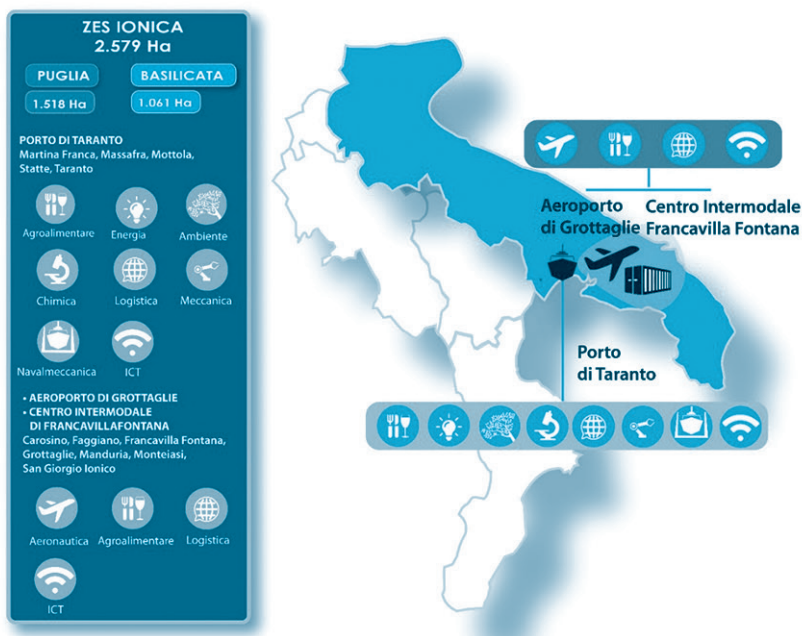 ZES IONICA
2.579 Ha
PUGLIA
BASILICATA
1.518 Ha
1.061 Ha
PORTO DI TARANTO
Martina Franca, Massafra, Mottola,
Statte, Taranto
Agroalimentare
Energia
Ambiente
Chimica
Logistica
Meccanica
Navalmeccanica
ICT
• AEROPORTO DI GROTTAGLIE
• CENTRO INTERMODALE
DI FRANCAVILLAFONTANA
Carosino, Faggiano, Francavilla Fontana,
Grottaglie, Manduria, Monteiasi,
San Giorgio Ionico
Aeronautica
Agroalimentare
Logistica
ICT
Aeroporto
di Grottaglie
Centro Intermodale
Francavilla Fontana
Porto
di Taranto